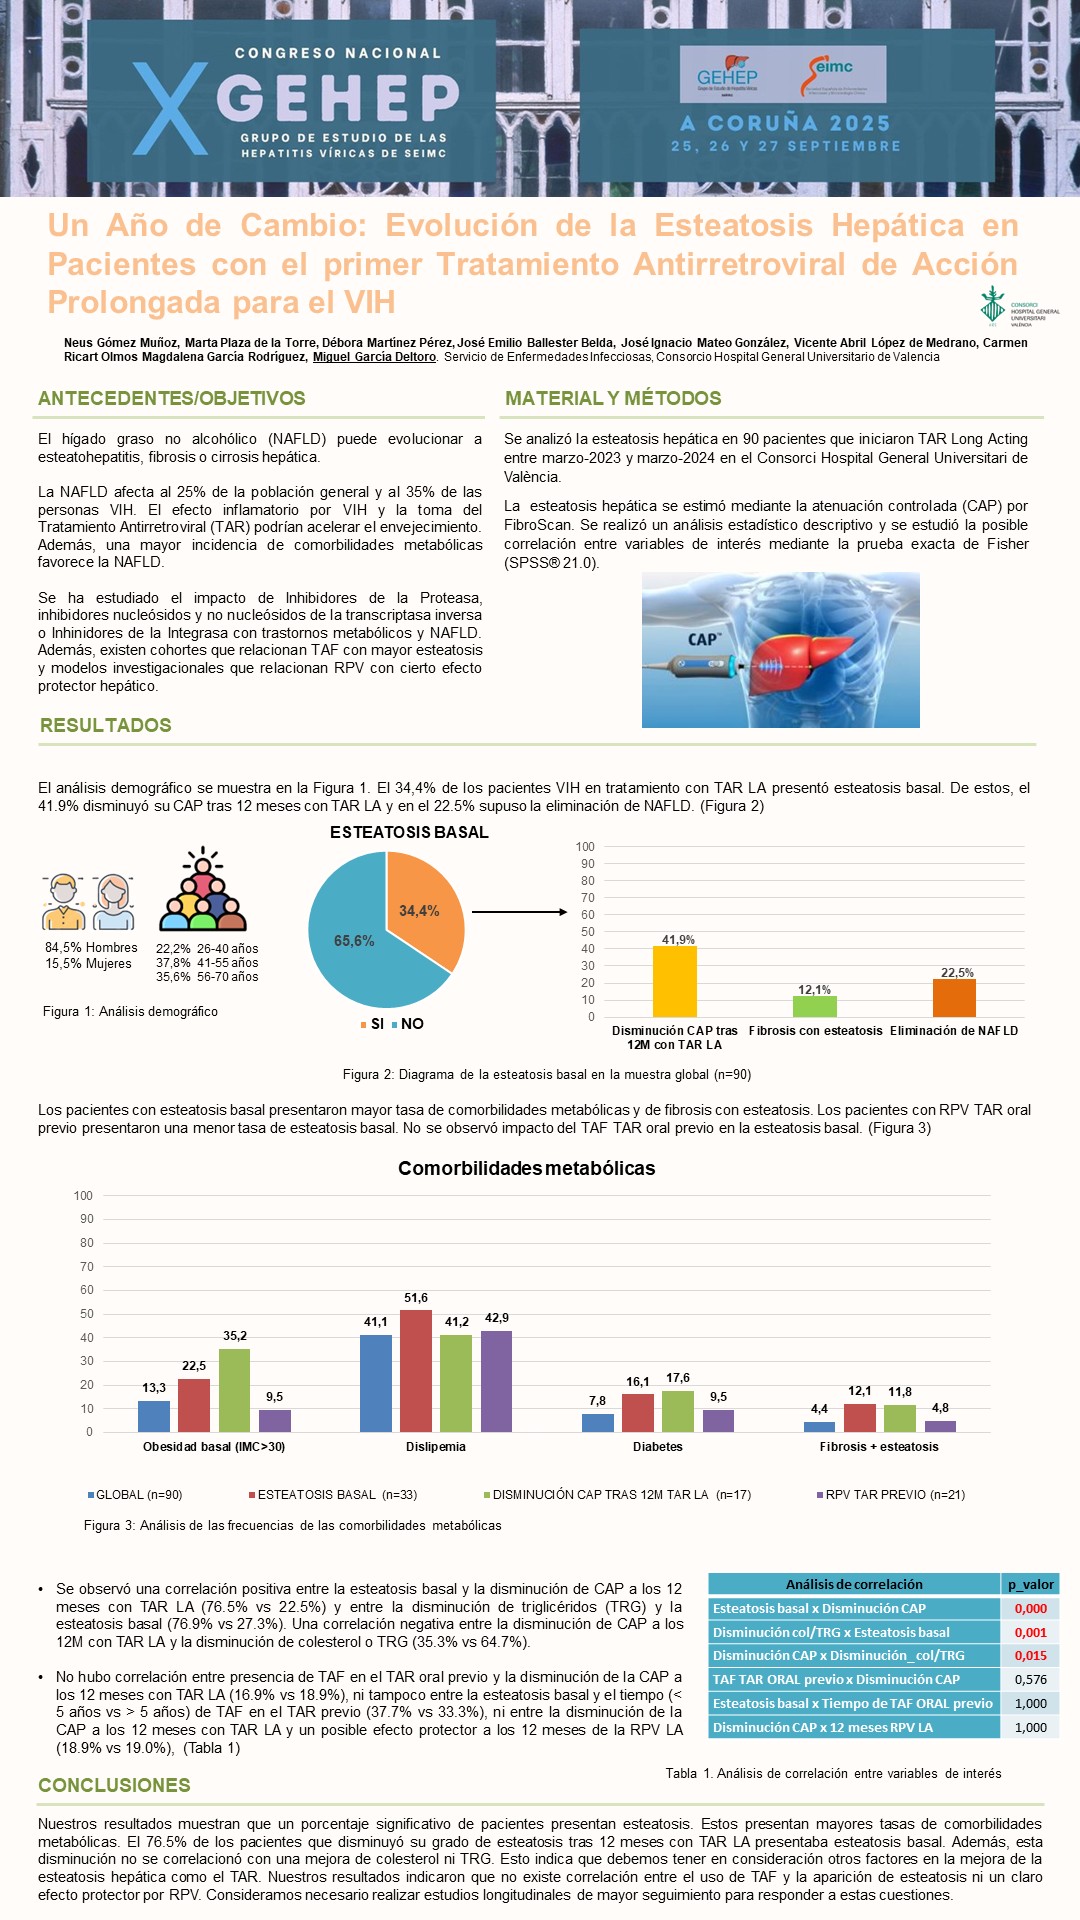 CONGRESO NACIONAL
X GEHEP
GRUPO DE ESTUDIO DE LAS
HEPATITIS VÍRICAS DE SEIMC
GEHEP
Seimc
A CORUÑA 2025
25, 26 Y 27 SEPTIEMBRE
Un Año de Cambio: Evolución de la Esteatosis Hepática en
Pacientes con el primer Tratamiento Antirretroviral de Acción
Prolongada para el VIH
CONSORCI
HOSPITAL GENERAL
UNIVERSITARI
VALÈNCIA
Neus Gómez Muñoz, Marta Plaza de la Torre, Débora Martínez Pérez, José Emilio Ballester Belda, José Ignacio Mateo González, Vicente Abril López de Medrano, Carmen
Ricart Olmos Magdalena García Rodríguez, Miguel García Deltoro. Servicio de Enfermedades Infecciosas, Consorcio Hospital General Universitario de Valencia
ANTECEDENTES/OBJETIVOS
El hígado graso no alcohólico (NAFLD) puede evolucionar a
esteatohepatitis, fibrosis o cirrosis hepática.
La NAFLD afecta al 25% de la población general y al 35% de las
personas VIH. El efecto inflamatorio por VIH y la toma del
Tratamiento Antirretroviral (TAR) podrían acelerar el envejecimiento.
Además, una mayor incidencia de comorbilidades metabólicas
favorece la NAFLD.
Se ha estudiado el impacto de Inhibidores de la Proteasa,
inhibidores nucleósidos y no nucleósidos de la transcriptasa inversa
o Inhinidores de la Integrasa con trastornos metabólicos y NAFLD.
Además, existen cohortes que relacionan TAF con mayor esteatosis
y modelos investigacionales que relacionan RPV con cierto efecto
protector hepático.
MATERIAL Y MÉTODOS
Se analizó la esteatosis hepática en 90 pacientes que iniciaron TAR Long Acting
entre marzo-2023 y marzo-2024 en el Consorci Hospital General Universitari de
València.
La esteatosis hepática se estimó mediante la atenuación controlada (CAP) por
FibroScan. Se realizó un análisis estadístico descriptivo y se estudió la posible
correlación entre variables de interés mediante la prueba exacta de Fisher
(SPSS® 21.0).
CAP™
RESULTADOS
El análisis demográfico se muestra en la Figura 1. El 34,4% de los pacientes VIH en tratamiento con TAR LA presentó esteatosis basal. De estos, el
41.9% disminuyó su CAP tras 12 meses con TAR LA y en el 22.5% supuso la eliminación de NAFLD. (Figura 2)
84,5% Hombres
15,5% Mujeres
22,2% 26-40 años
37,8% 41-55 años
35,6% 56-70 años
Figura 1: Análisis demográfico
ESTEATOSIS BASAL
34,4%
65,6%
SI NO
100
90
80
70
60
50
40
30
20
10
0
41,9%
12,1%
22,5%
Disminución CAP tras 12M con TAR LA
Fibrosis con esteatosis
Eliminación de NAFLD
Figura 2: Diagrama de la esteatosis basal en la muestra global (n=90)
Los pacientes con esteatosis basal presentaron mayor tasa de comorbilidades metabólicas y de fibrosis con esteatosis. Los pacientes con RPV TAR oral
previo presentaron una menor tasa de esteatosis basal. No se observó impacto del TAF TAR oral previo en la esteatosis basal. (Figura 3)
Comorbilidades metabólicas
100
90
80
70
60
50
40
30
20
10
0
13,3 22,5 35,2 9,5
41,1 51,6 41,2 42,9
7,8 16,1 17,6 9,5
4,4 12,1 11,8 4,8
Obesidad basal (IMC>30) Dislipemia Diabetes Fibrosis + esteatosis
GLOBAL (n=90) ESTEATOSIS BASAL (n=33) DISMINUCIÓN CAP TRAS 12M TAR LA (n=17) RPV TAR PREVIO (n=21)
Figura 3: Análisis de las frecuencias de las comorbilidades metabólicas
• Se observó una correlación positiva entre la esteatosis basal y la disminución de CAP a los 12
meses con TAR LA (76.5% vs 22.5%) y entre la disminución de triglicéridos (TRG) y la
esteatosis basal (76.9% vs 27.3%). Una correlación negativa entre la disminución de CAP a los
12M con TAR LA y la disminución de colesterol o TRG (35.3% vs 64.7%).
• No hubo correlación entre presencia de TAF en el TAR oral previo y la disminución de la CAP a
los 12 meses con TAR LA (16.9% vs 18.9%), ni tampoco entre la esteatosis basal y el tiempo (<
5 años vs > 5 años) de TAF en el TAR previo (37.7% vs 33.3%), ni entre la disminución de la
CAP a los 12 meses con TAR LA y un posible efecto protector a los 12 meses de la RPV LA
(18.9% vs 19.0%), (Tabla 1)
Análisis de correlación p_valor
Esteatosis basal x Disminución CAP 0,000
Disminución col/TRG x Esteatosis basal 0,001
Disminución CAP x Disminución_ col/TRG 0,015
TAF TAR ORAL previo x Disminución CAP 0,576
Esteatosis basal x Tiempo de TAF ORAL previo 1,000
Disminución CAP x 12 meses RPV LA 1,000
Tabla 1. Análisis de correlación entre variables de interés
CONCLUSIONES
Nuestros resultados muestran que un porcentaje significativo de pacientes presentan esteatosis. Estos presentan mayores tasas de comorbilidades
metabólicas. El 76.5% de los pacientes que disminuyó su grado de esteatosis tras 12 meses con TAR LA presentaba esteatosis basal. Además, esta
disminución no se correlacionó con una mejora de colesterol ni TRG. Esto indica que debemos tener en consideración otros factores en la mejora de la
esteatosis hepática como el TAR. Nuestros resultados indicaron que no existe correlación entre el uso de TAF y la aparición de esteatosis ni un claro
efecto protector por RPV. Consideramos necesario realizar estudios longitudinales de mayor seguimiento para responder a estas cuestiones.